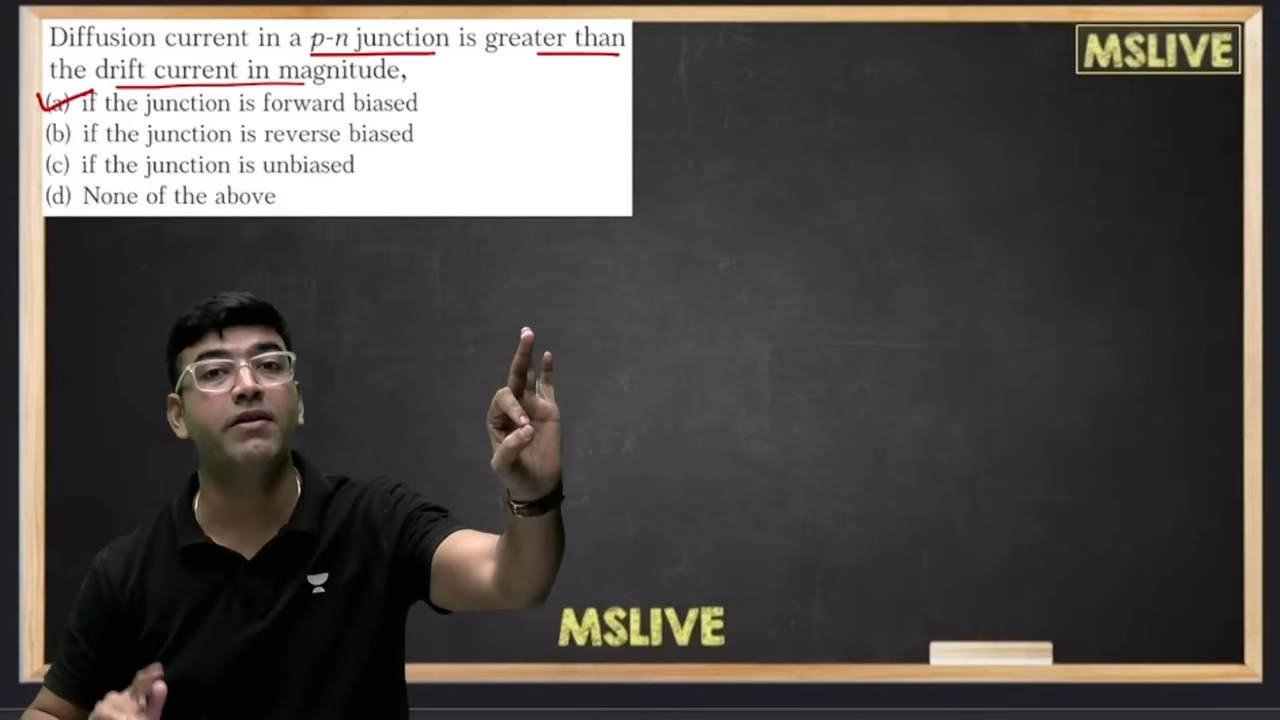 Diffusion current in a p-n junction is greater than
the drift current in magnitude,
(a) if the junction is forward biased
(b) if the junction is reverse biased
(c) if the junction is unbiased
(d) None of the above
MSLIVE
MSLIVE